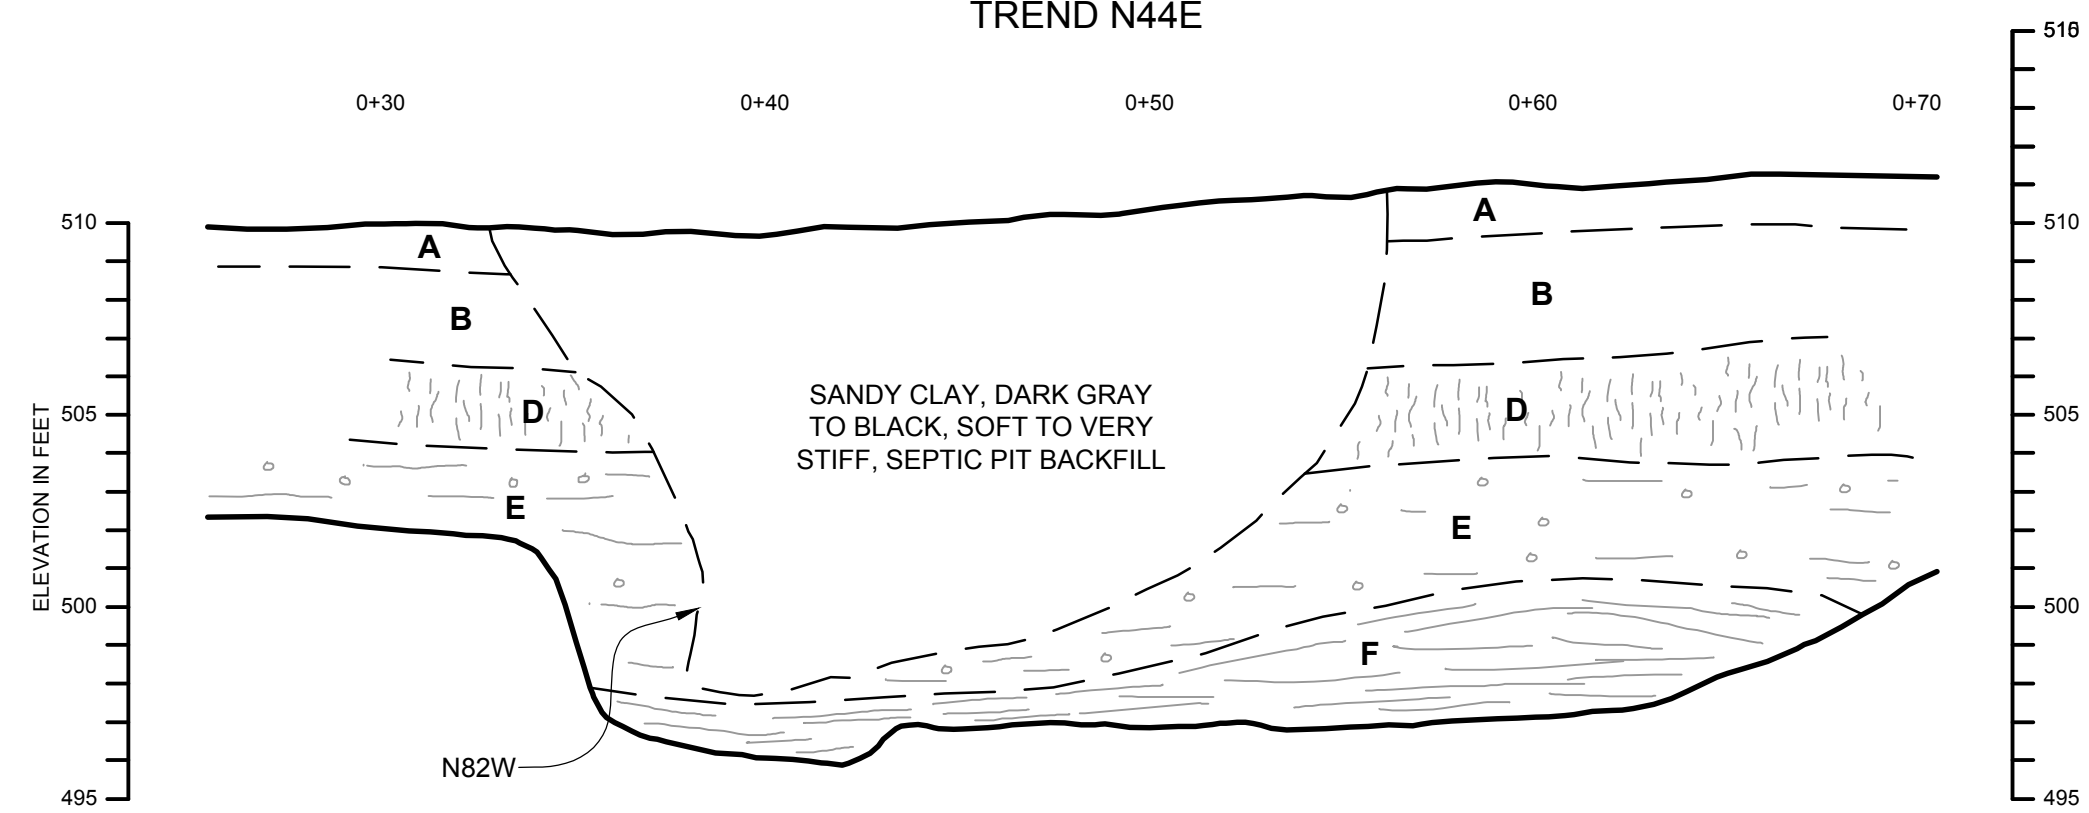 TREND N44E
0+30 0+40 0+50 0+60 0+70
510
505
500
495
ELEVATION IN FEET
A
B
D
E
SANDY CLAY, DARK GRAY
TO BLACK, SOFT TO VERY
STIFF, SEPTIC PIT BACKFILL
N82W
A
B
D
E
F
510
505
500
495